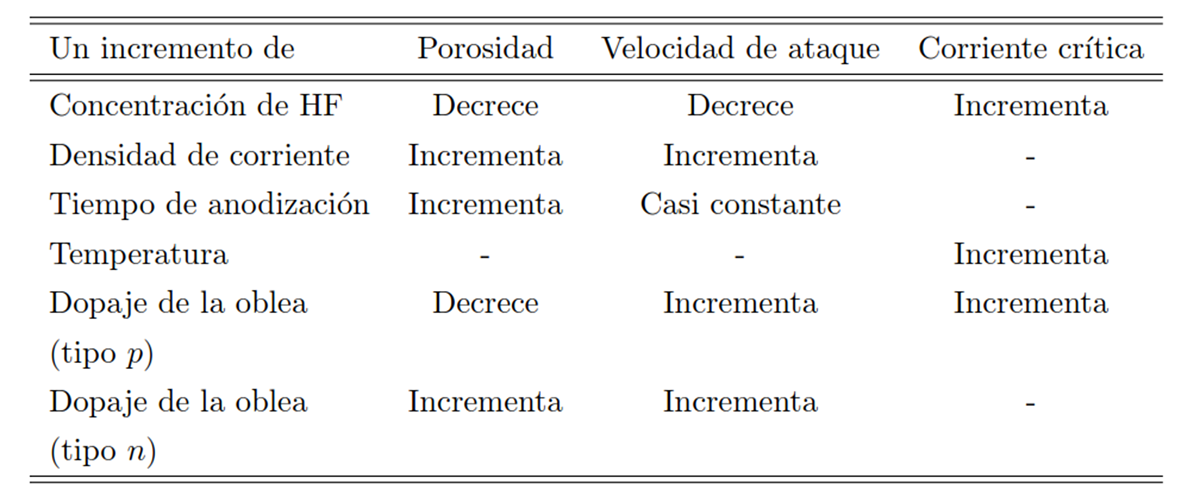 Un incremento de Porosidad Velocidad de ataque Corriente crítica
Concentración de HF Decrece Decrece Incrementa
Densidad de corriente Incrementa Incrementa -
Tiempo de anodización Incrementa Casi constante -
Temperatura - - Incrementa
Dopaje de la oblea Decrece Incrementa Incrementa
(tipo p)
Dopaje de la oblea Incrementa Incrementa -
(tipo n)